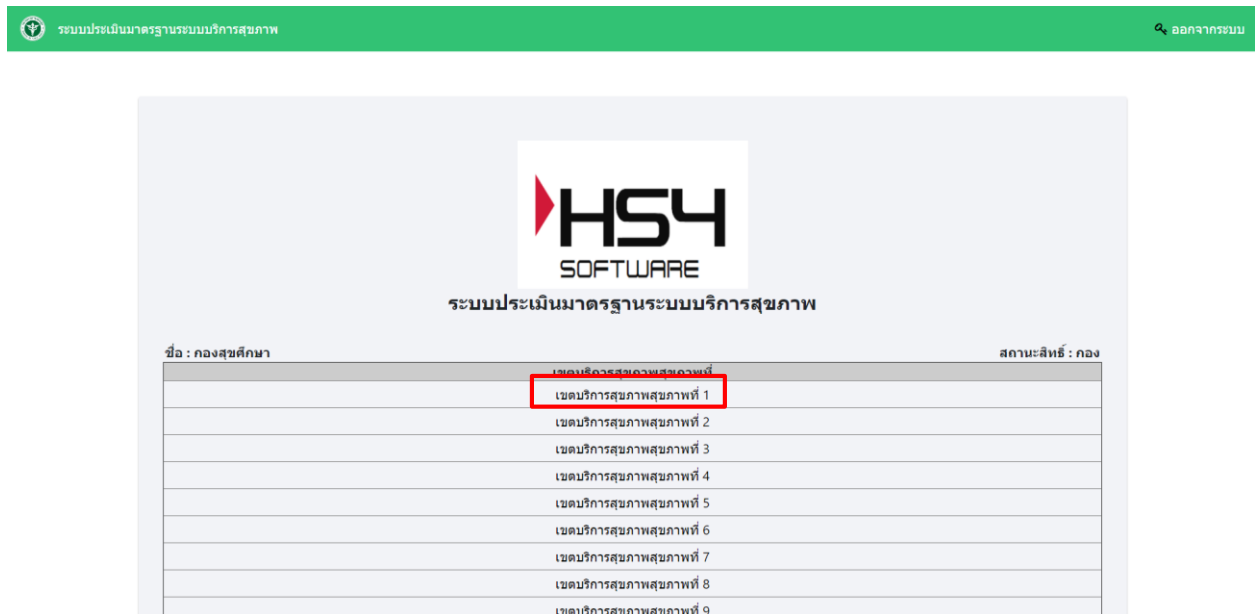 ระบบประเมินมาตรฐานระบบบริการสุขภาพ
ออกจากระบบ
HS4
SOFTWARE
ระบบประเมินมาตรฐานระบบบริการสุขภาพ
ชื่อ : กองสุขศึกษา
สถานะสิทธิ์ : กอง
เขตบริการสุขภาพสุขภาพที่
เขตบริการสุขภาพสุขภาพที่ 1
เขตบริการสุขภาพสุขภาพที่ 2
เขตบริการสุขภาพสุขภาพที่ 3
เขตบริการสุขภาพสุขภาพที่ 4
เขตบริการสุขภาพสุขภาพที่ 5
เขตบริการสุขภาพสุขภาพที่ 6
เขตบริการสุขภาพสุขภาพที่ 7
เขตบริการสุขภาพสุขภาพที่ 8
เขตบริการสุขภาพสุขภาพที่ 9